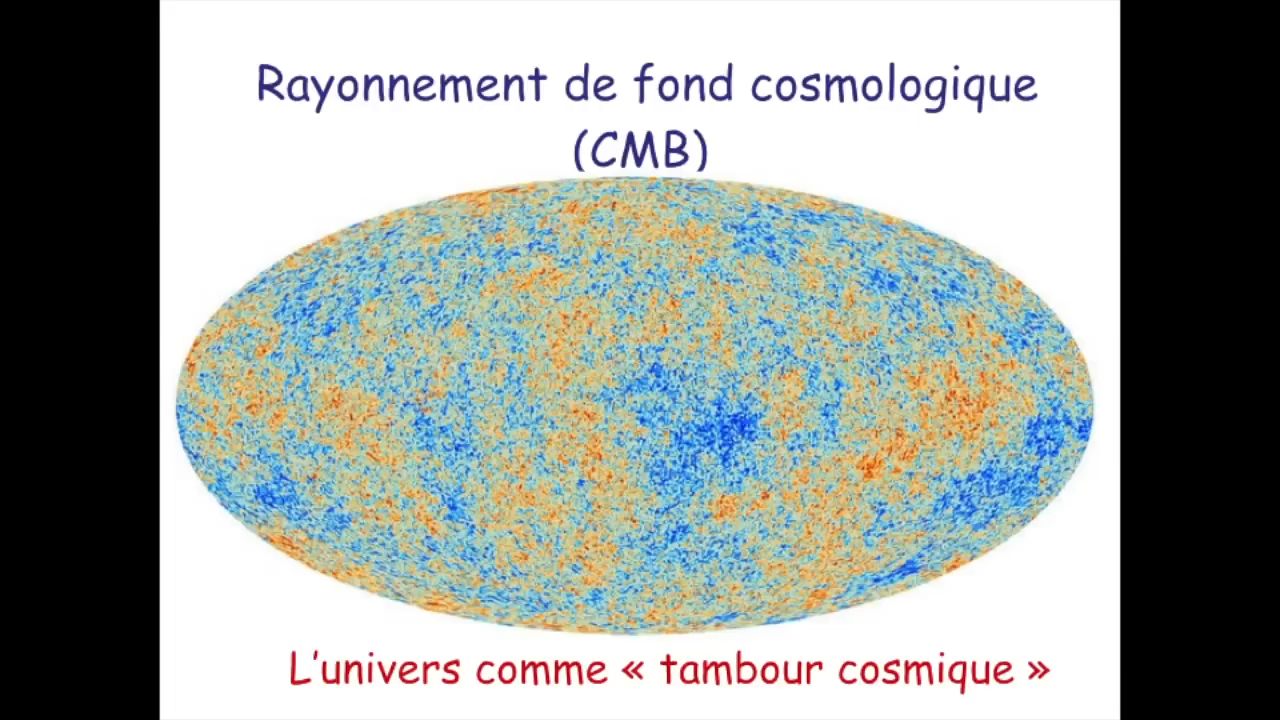 Rayonnement de fond cosmologique
(CMB)
L'univers comme « tambour cosmique »